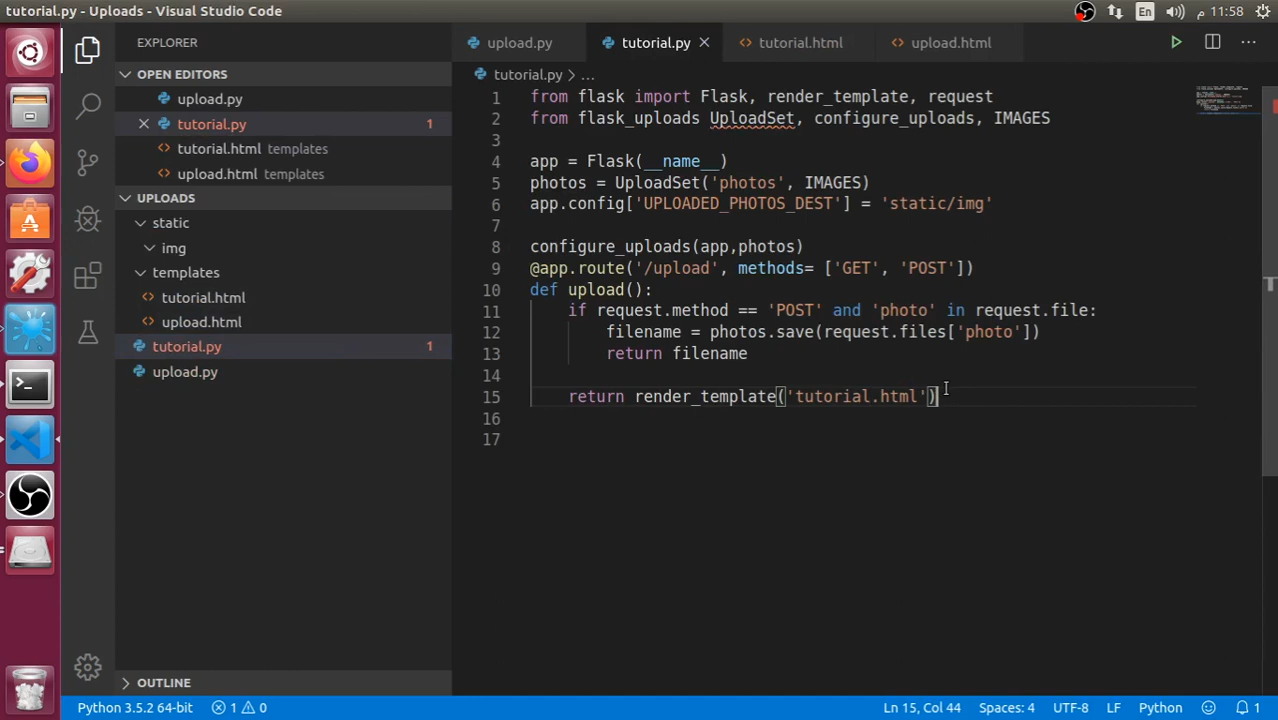 tutorial.py - Uploads - Visual Studio Code
En
11:58 م
EXPLORER
OPEN EDITORS
upload.py
tutorial.py 1
tutorial.html templates
upload.html templates
UPLOADS
static
img
templates
tutorial.html
upload.html
tutorial.py 1
upload.py
OUTLINE
upload.py
tutorial.py
tutorial.html
upload.html
tutorial.py > ...
1 from flask import Flask, render_template, request
2 from flask_uploads UploadSet, configure_uploads, IMAGES
3
4 app = Flask(__name__)
5 photos = UploadSet('photos', IMAGES)
6 app.config['UPLOADED_PHOTOS_DEST'] = 'static/img'
7
8 configure_uploads(app,photos)
9 @app.route('/upload', methods= ['GET', 'POST'])
10 def upload():
11 if request.method == 'POST' and 'photo' in request.file:
12 filename = photos.save(request.files['photo'])
13 return filename
14
15 return render_template('tutorial.html')
16
17
Python 3.5.2 64-bit 1 0 Ln 15, Col 44 Spaces: 4 UTF-8 LF Python 1